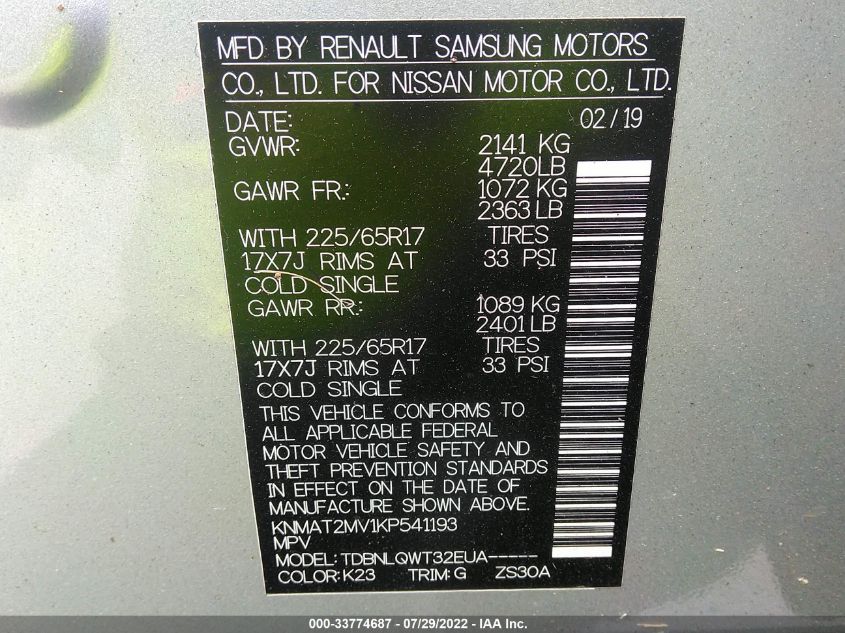 MFD BY RENAULT SAMSUNG MOTORS
CO., LTD. FOR NISSAN MOTOR CO., LTD.
DATE: 02/19
GVWR: 2141 KG
4720LB
GAWR FR.: 1072 KG
2363 LB
WITH 225/65R17 TIRES
17X7J RIMS AT 33 PSI
COLD SINGLE
GAWR RR.: 1089 KG
2401 LB
WITH 225/65R17 TIRES
17X7J RIMS AT 33 PSI
COLD SINGLE
THIS VEHICLE CONFORMS TO
ALL APPLICABLE FEDERAL
MOTOR VEHICLE SAFETY AND
THEFT PREVENTION STANDARDS
IN EFFECT ON THE DATE OF
MANUFACTURE SHOWN ABOVE.
KNMAT2MV1KP541193
MPV
MODEL: TDBNLQWT32EUA-----
COLOR: K23 TRIM: G ZS30A
000-33774687 - 07/29/2022 - IAA Inc.